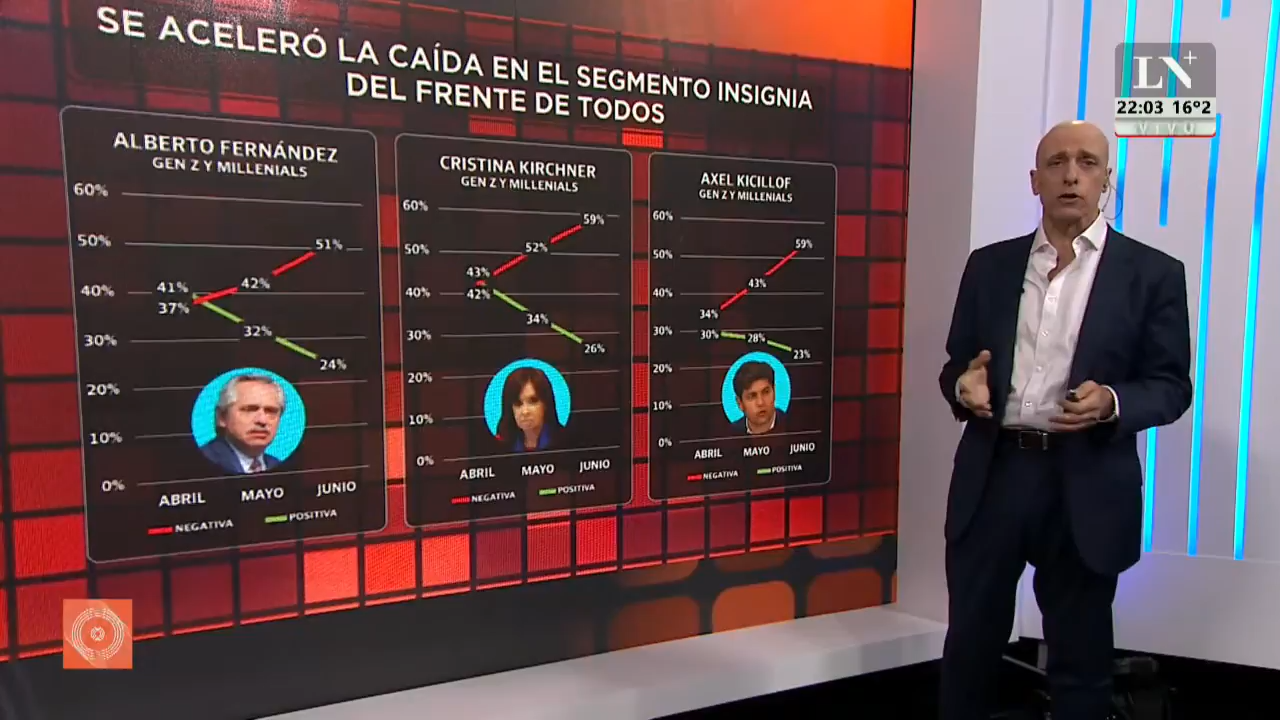 SE ACELERÓ LA CAÍDA EN EL SEGMENTO INSIGNIA
DEL FRENTE DE TODOS
LN+
22:03 16º2
VIVO
ALBERTO FERNÁNDEZ
GEN Z Y MILLENIALS
60%
50%
40%
30%
20%
10%
0%
51%
41%
42%
37%
32%
24%
ABRIL MAYO JUNIO
NEGATIVA POSITIVA
CRISTINA KIRCHNER
GEN Z Y MILLENIALS
60%
50%
40%
30%
20%
10%
0%
59%
52%
43%
42%
34%
26%
ABRIL MAYO JUNIO
NEGATIVA POSITIVA
AXEL KICILLOF
GEN Z Y MILLENIALS
60%
50%
40%
30%
20%
10%
0%
59%
43%
34%
30%
28%
23%
ABRIL MAYO JUNIO
NEGATIVA POSITIVA